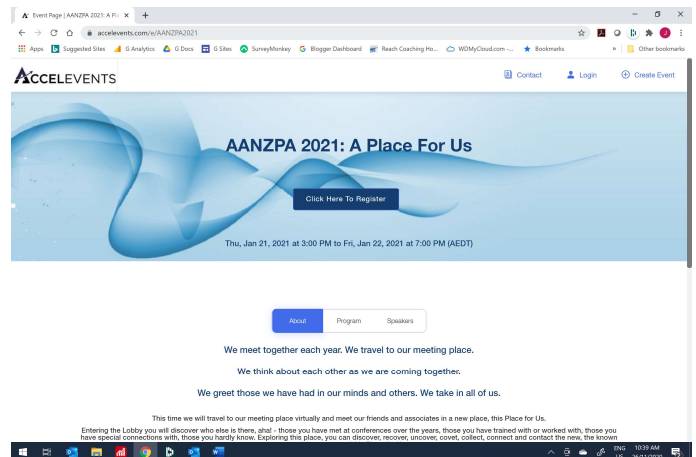 Event Page | AANZPA 2021: A Pl
accelevents.com/e/AANZPA2021
Apps Suggested Sites G Analytics G Docs G Sites SurveyMonkey Blogger Dashboard Reach Coaching Ho... WDMyCloud.com -... Bookmarks » Other bookmarks
ACCELEVENTS Contact Login Create Event
AANZPA 2021: A Place For Us
Click Here To Register
Thu, Jan 21, 2021 at 3:00 PM to Fri, Jan 22, 2021 at 7:00 PM (AEDT)
About Program Speakers
We meet together each year. We travel to our meeting place.
We think about each other as we are coming together.
We greet those we have had in our minds and others. We take in all of us.
This time we will travel to our meeting place virtually and meet our friends and associates in a new place, this Place for Us.
Entering the Lobby you will discover who else is there, aha! - those you have met at conferences over the years, those you have trained with or worked with, those you
have special connections with, those you hardly know. Exploring this place, you can discover, recover, uncover, covet, collect, connect and contact the new, the known
ENG 10:39 AM
US 26/11/2020